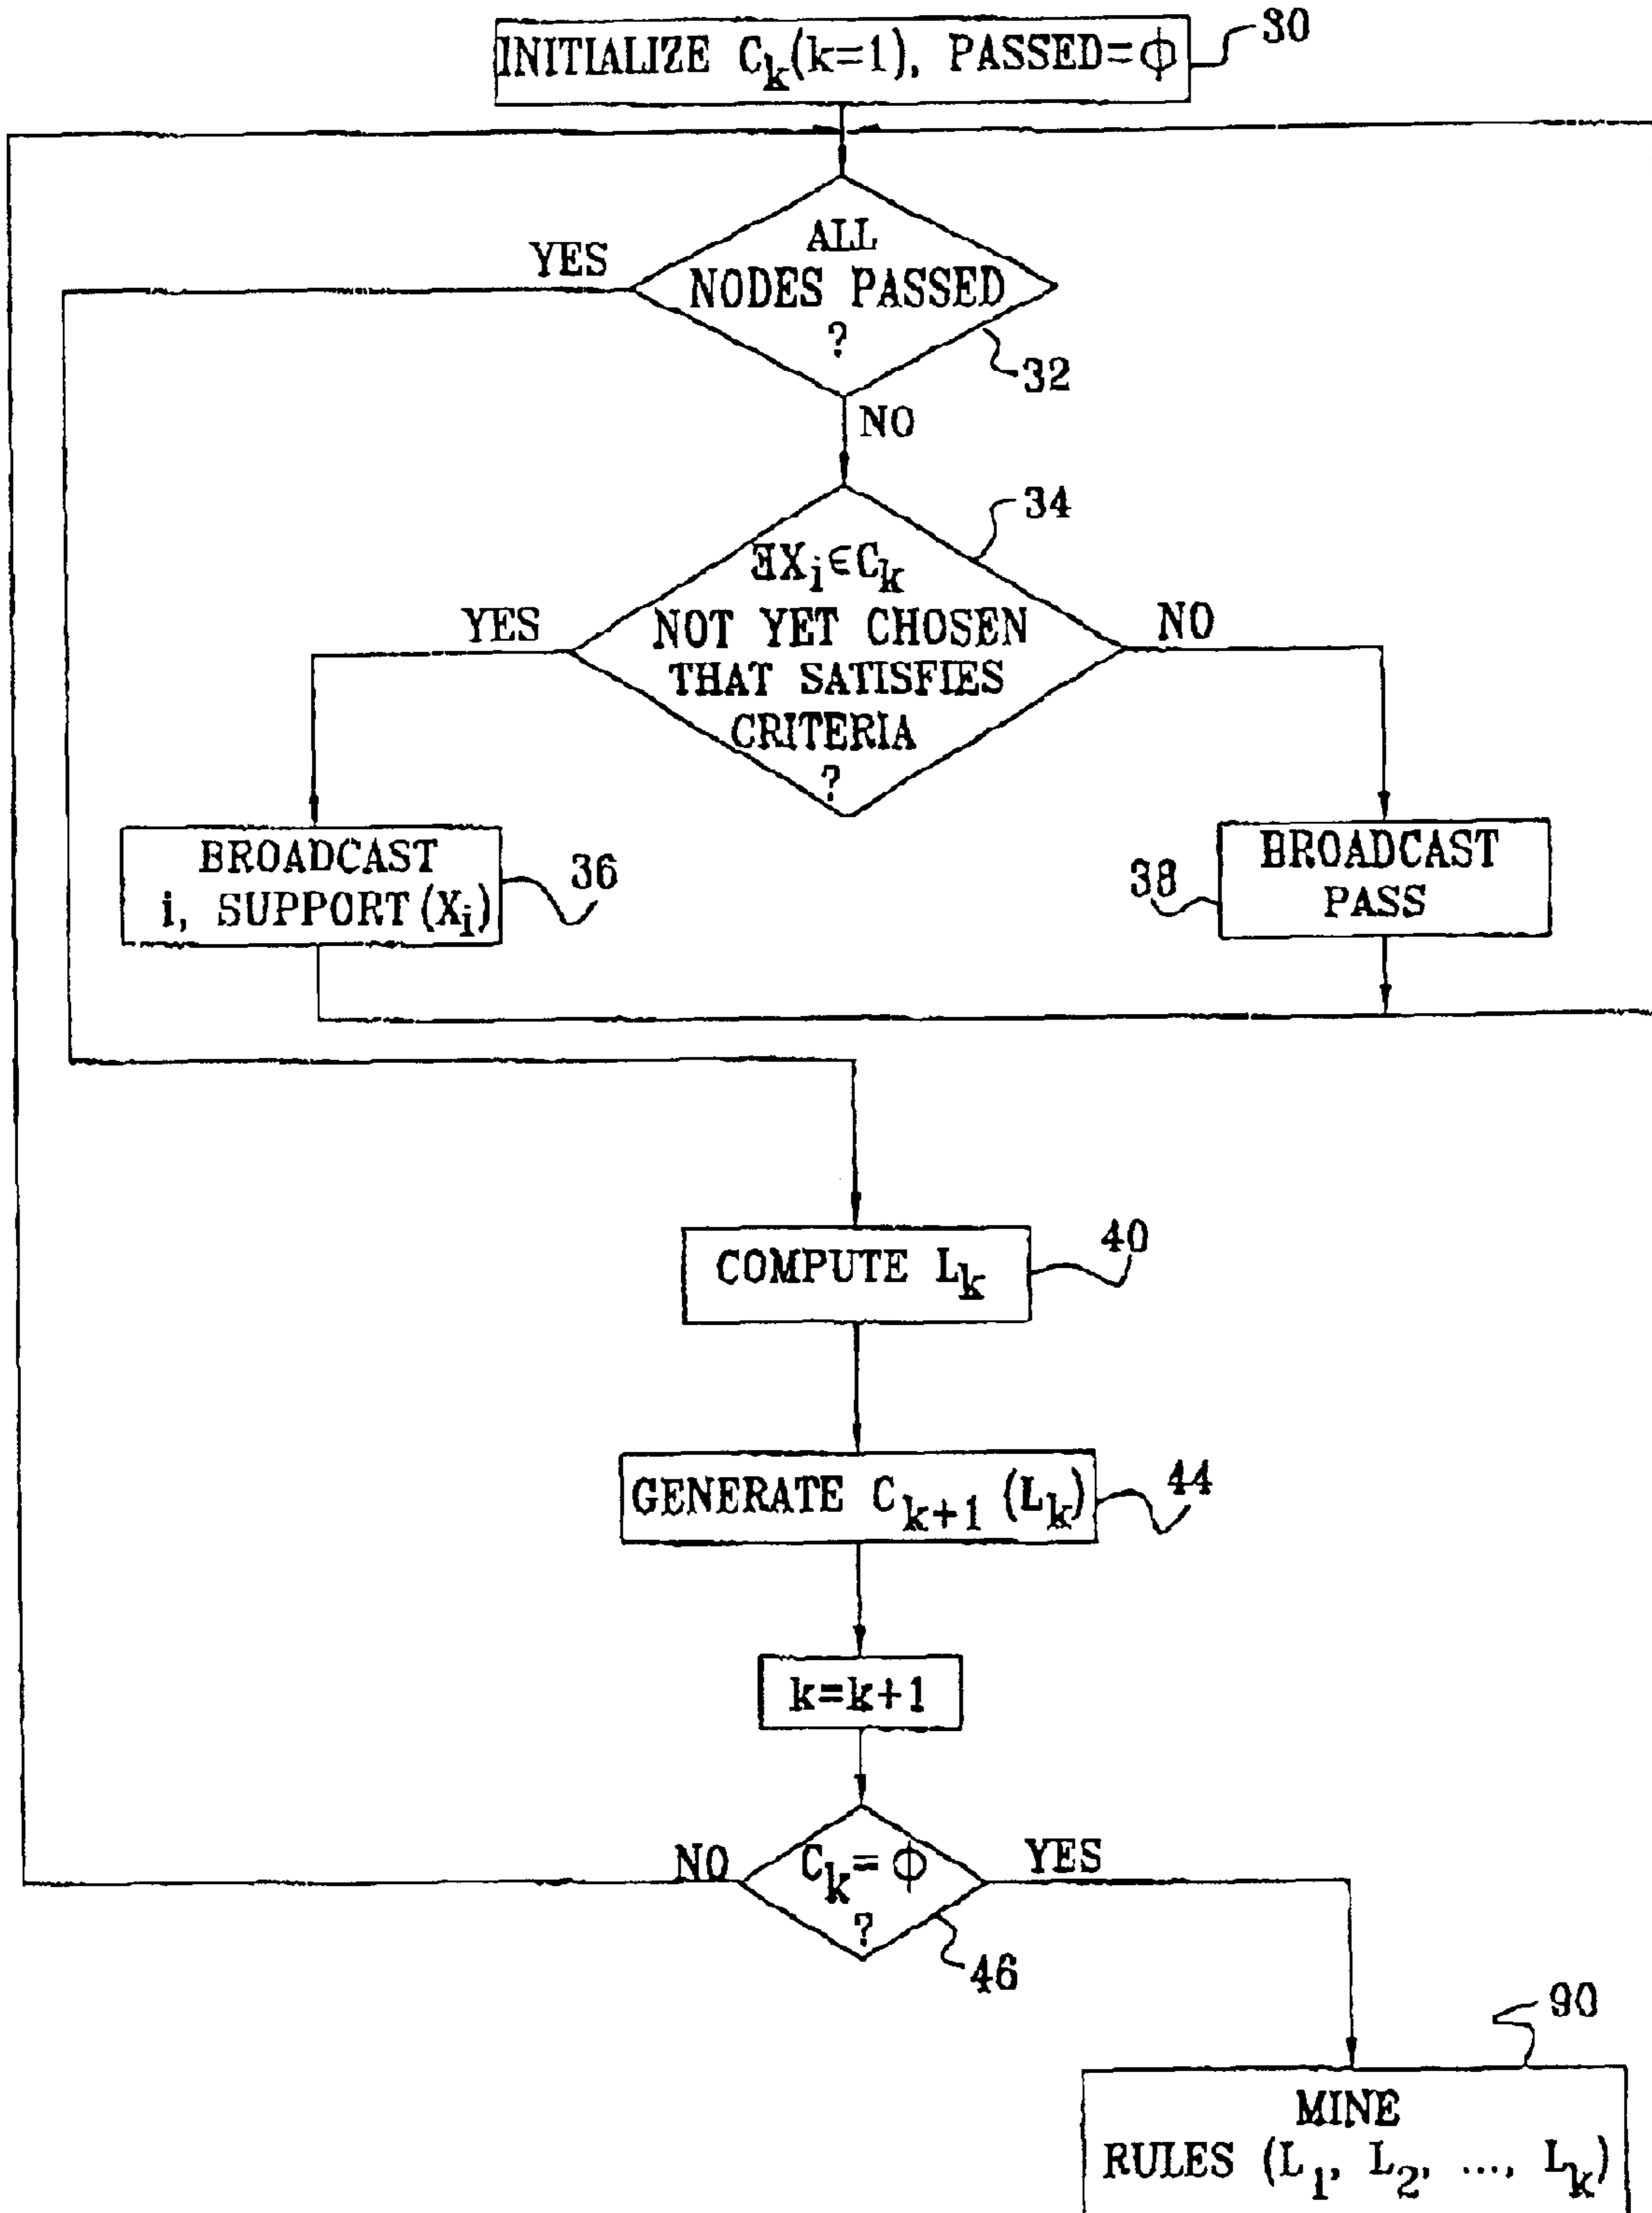 INITIALIZE Cₖ(k=1), PASSED=ϕ
30
ALL
NODES PASSED
?
YES
32
NO
34
∃Xᵢ∈Cₖ
NOT YET CHOSEN
THAT SATISFIES
CRITERIA
?
YES
NO
BROADCAST
i, SUPPORT(Xᵢ)
36
38
BROADCAST
PASS
COMPUTE Lₖ
40
GENERATE Cₖ₊₁ (Lₖ)
44
k=k+1
NO
Cₖ=ϕ
?
YES
46
90
MINE
RULES (L₁, L₂, ..., Lₖ)